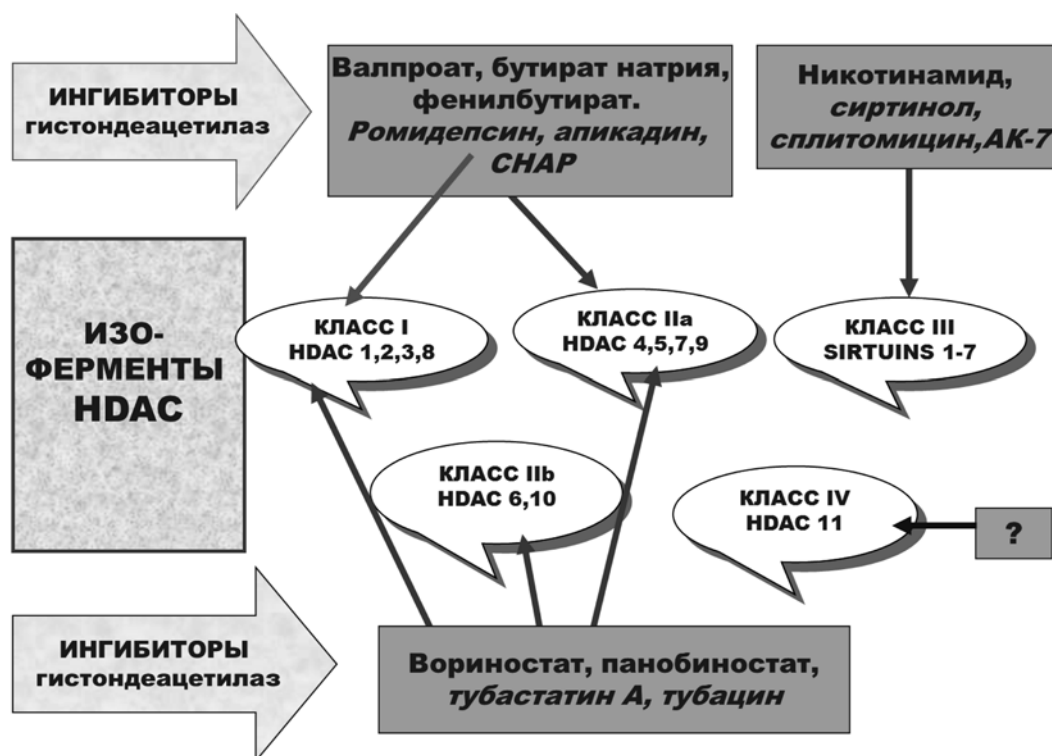 ИНГИБИТОРЫ
гистондеацетилаз
Валпроат, бутират натрия,
фенилбутират.
Ромидепсин, апикадин,
CHAP
Никотинамид,
сиртинол,
сплитомицин,АК-7
ИЗО-
ФЕРМЕНТЫ
HDAC
КЛАСС I
HDAC 1,2,3,8
КЛАСС IIa
HDAC 4,5,7,9
КЛАСС III
SIRTUINS 1-7
КЛАСС IIb
HDAC 6,10
КЛАСС IV
HDAC 11
?
ИНГИБИТОРЫ
гистондеацетилаз
Вориностат, панобиностат,
тубастатин А, тубацин